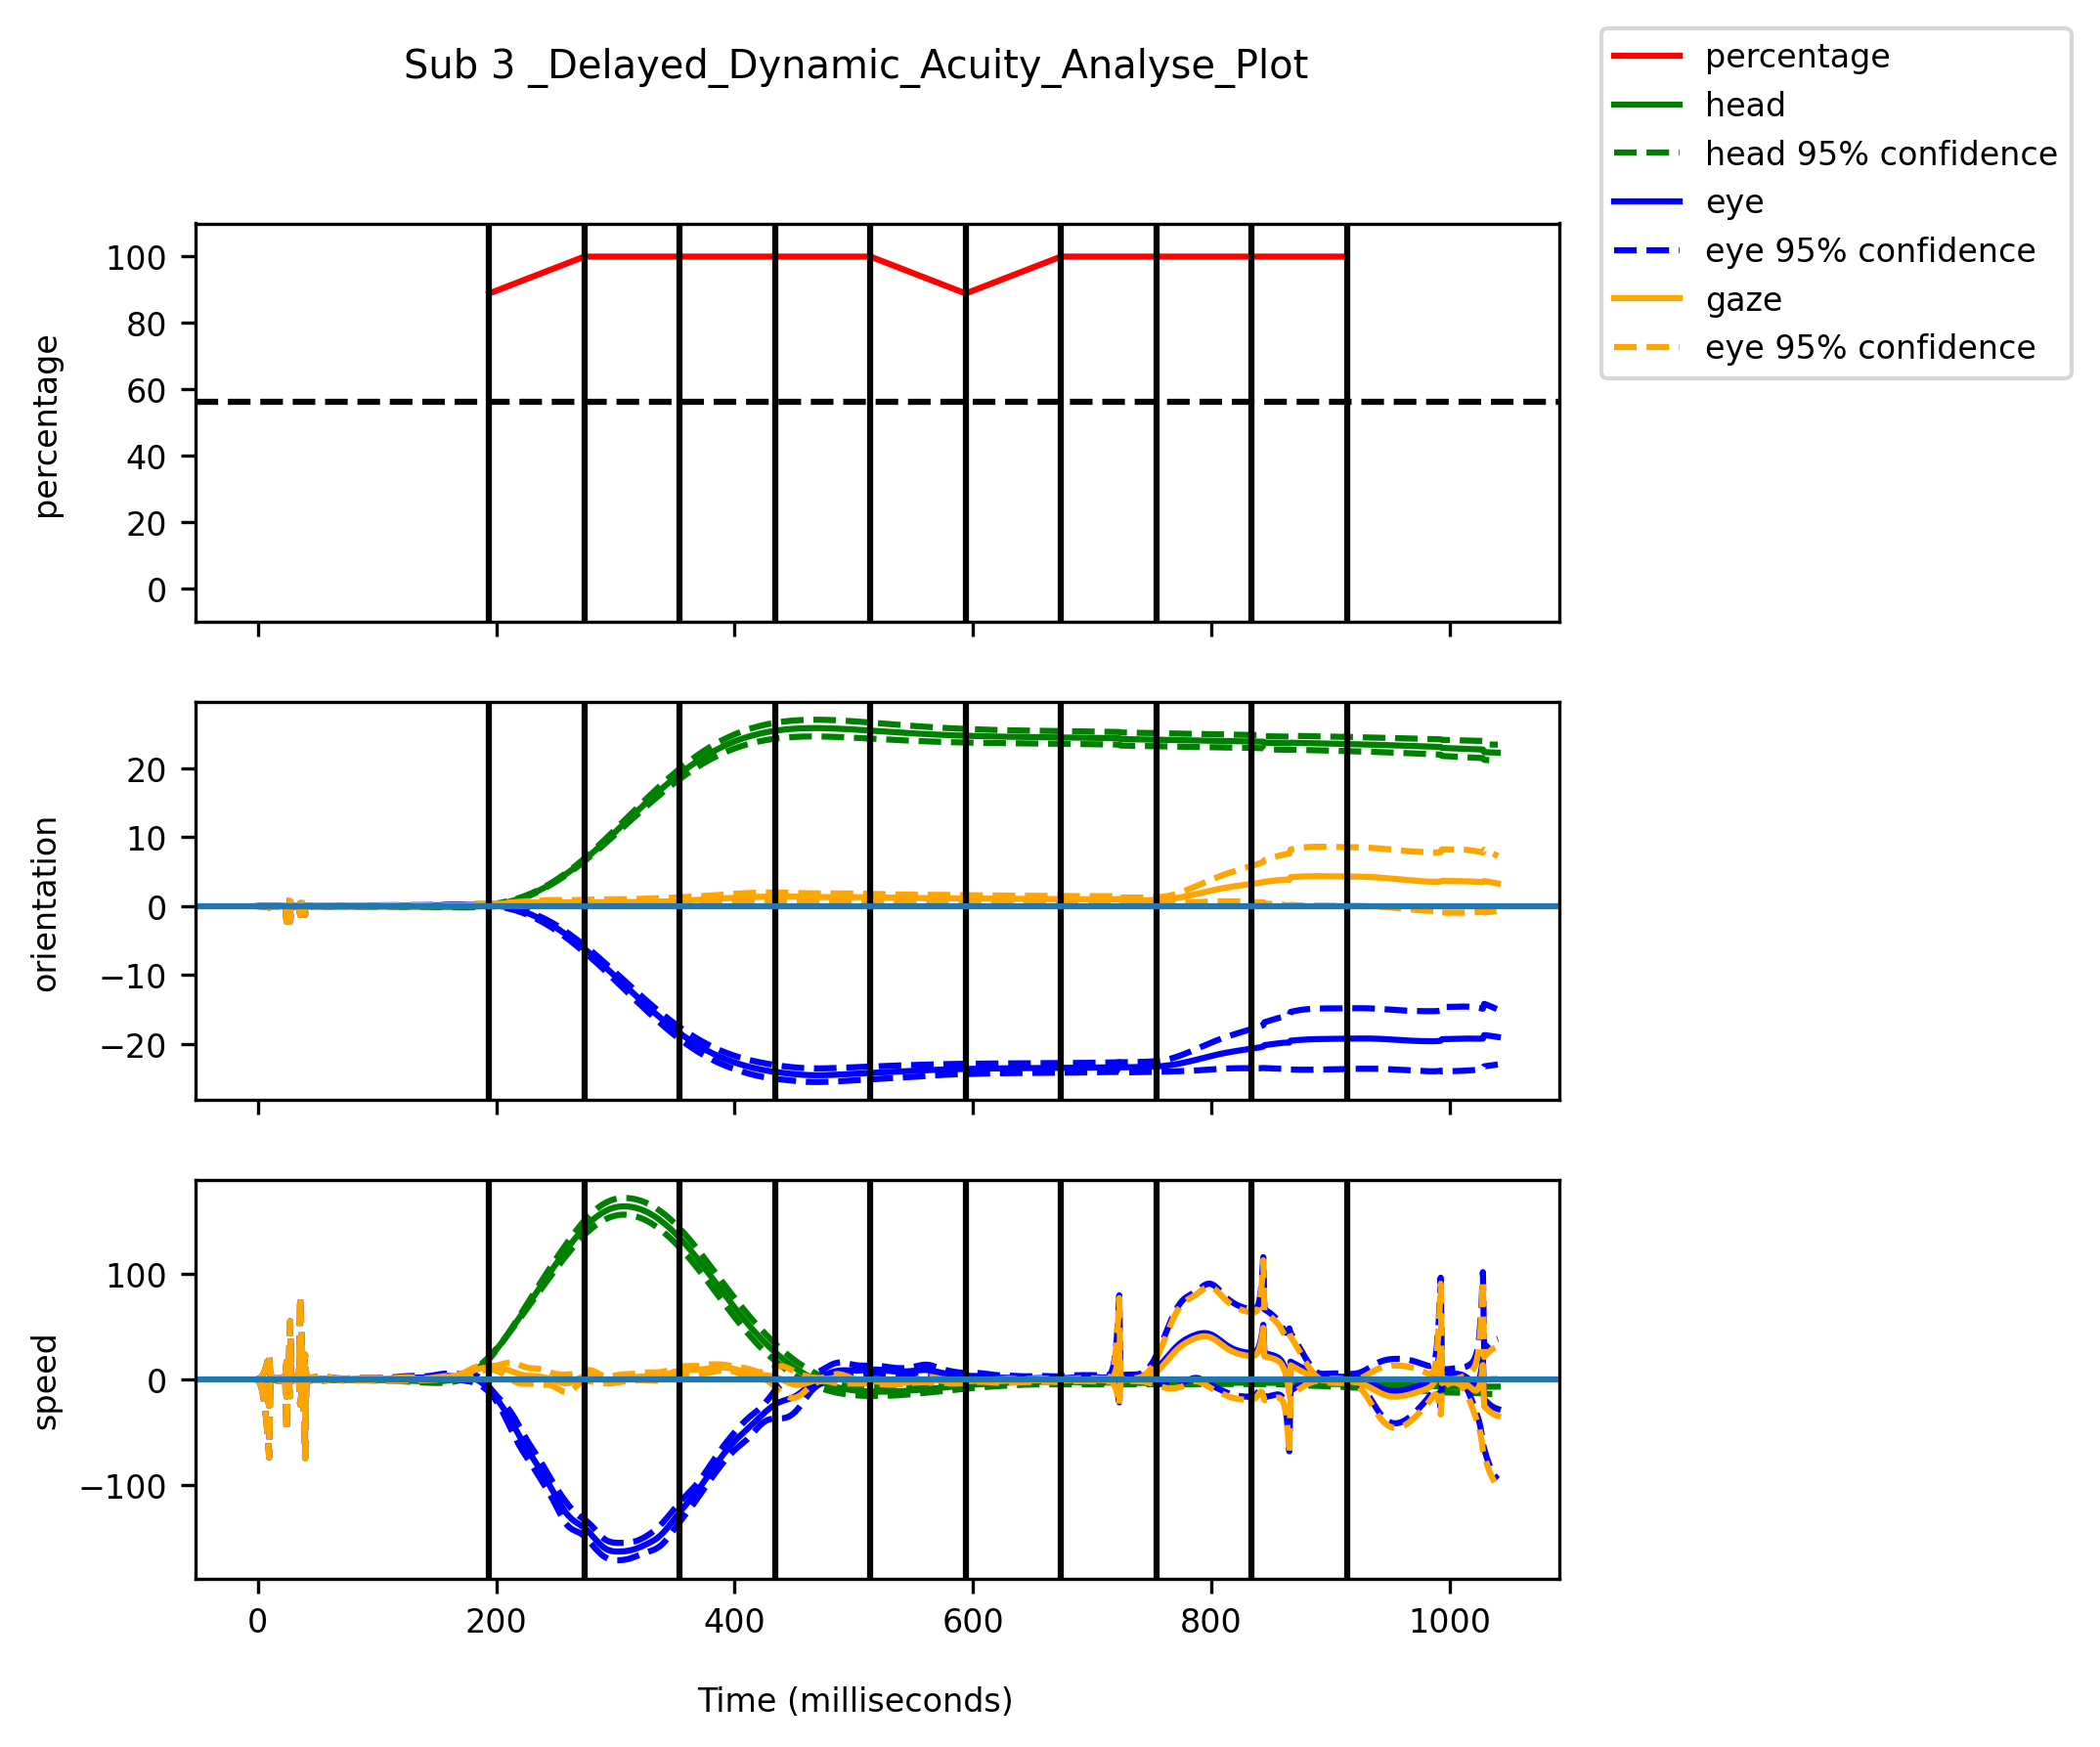 Sub 3 _Delayed_Dynamic_Acuity_Analyse_Plot
percentage
head
head 95% confidence
eye
eye 95% confidence
gaze
eye 95% confidence
percentage
100
80
60
40
20
0
orientation
20
10
0
−10
−20
speed
100
0
−100
0 200 400 600 800 1000
Time (milliseconds)